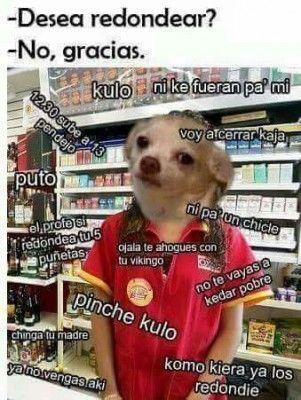 -Desea redondear?
-No, gracias.
kulo
ni ke fueran pa' mi
12.80 sube a 13
pendejo
voy a cerrar kaja
puto
ni pa' un chicle
el profe si
redondea tu 5
puñetas
ojala te ahogues con
tu vikingo
no te vayas a
kedar pobre
pinche kulo
chinga tu madre
ya no vengas aki
komo kiera ya los
redondie